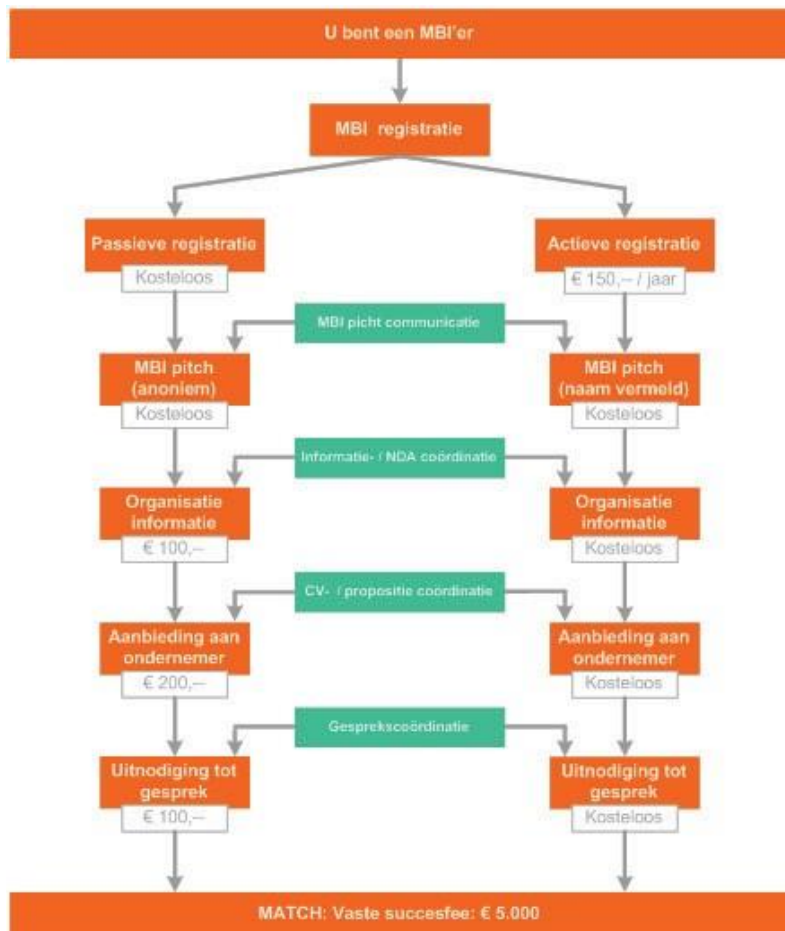 U bent een MBI'er
MBI registratie
Passieve registratie
Kosteloos
Actieve registratie
€ 150,-- / jaar
MBI picht communicatie
MBI pitch
(anoniem)
Kosteloos
MBI pitch
(naam vermeld)
Kosteloos
Informatie- / NDA coördinatie
Organisatie
informatie
€ 100,--
Organisatie
informatie
Kosteloos
CV- / propositie coördinatie
Aanbieding aan
ondernemer
€ 200,--
Aanbieding aan
ondernemer
Kosteloos
Gesprekscoördinatie
Uitnodiging tot
gesprek
€ 100,--
Uitnodiging tot
gesprek
Kosteloos
MATCH: Vaste succesfee: € 5.000